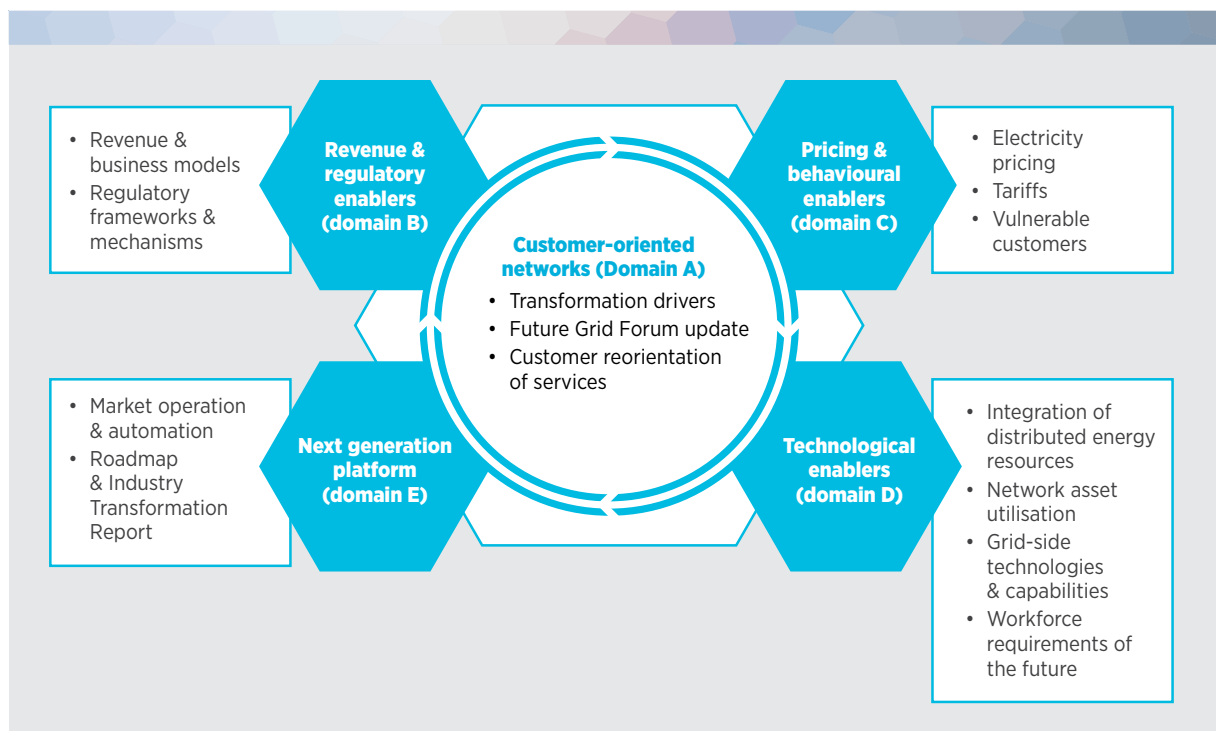 Revenue &
regulatory
enablers
(domain B)
• Revenue &
business models
• Regulatory
frameworks &
mechanisms
Pricing &
behavioural
enablers
(domain C)
• Electricity
pricing
• Tariffs
• Vulnerable
customers
Customer-oriented
networks (Domain A)
• Transformation drivers
• Future Grid Forum update
• Customer reorientation
of services
Next generation
platform
(domain E)
• Market operation
& automation
• Roadmap
& Industry
Transformation
Report
Technological
enablers
(domain D)
• Integration of
distributed energy
resources
• Network asset
utilisation
• Grid-side
technologies
& capabilities
• Workforce
requirements of
the future